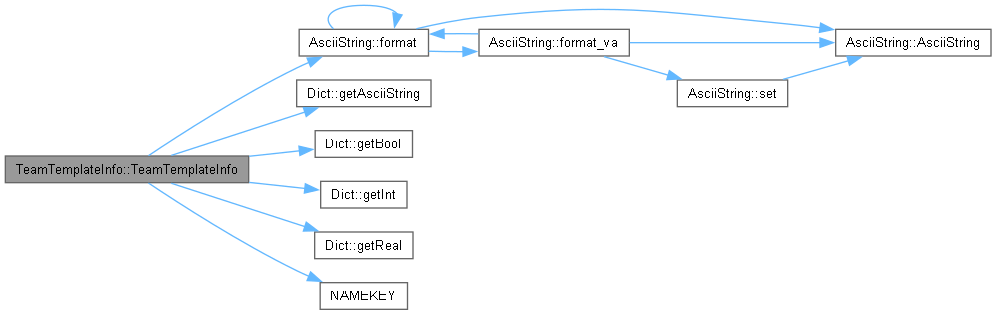 AsciiString::format
AsciiString::format_va
AsciiString::AsciiString
Dict::getAsciiString
AsciiString::set
Dict::getBool
TeamTemplateInfo::TeamTemplateInfo
Dict::getInt
Dict::getReal
NAMEKEY